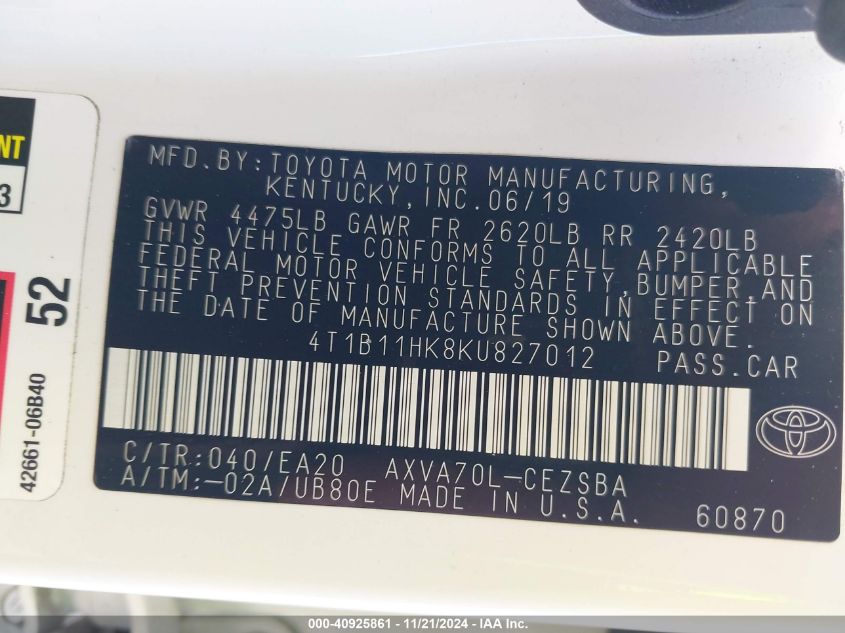 NT
3
52
42661-06B40
MFD.BY:TOYOTA MOTOR MANUFACTURING,
KENTUCKY,INC.06/19
GVWR 4475LB GAWR FR 2620LB RR 2420LB
THIS VEHICLE CONFORMS TO ALL APPLICABLE
FEDERAL MOTOR VEHICLE SAFETY,BUMPER,AND
THEFT PREVENTION STANDARDS IN EFFECT ON
THE DATE OF MANUFACTURE SHOWN ABOVE.
4T1B11HK8KU827012 PASS.CAR
C/TR:040/EA20 AXVA70L-CEZSBA
A/TM:-02A/UB80E MADE IN U.S.A. 60870
000-40925861 - 11/21/2024 - IAA Inc.